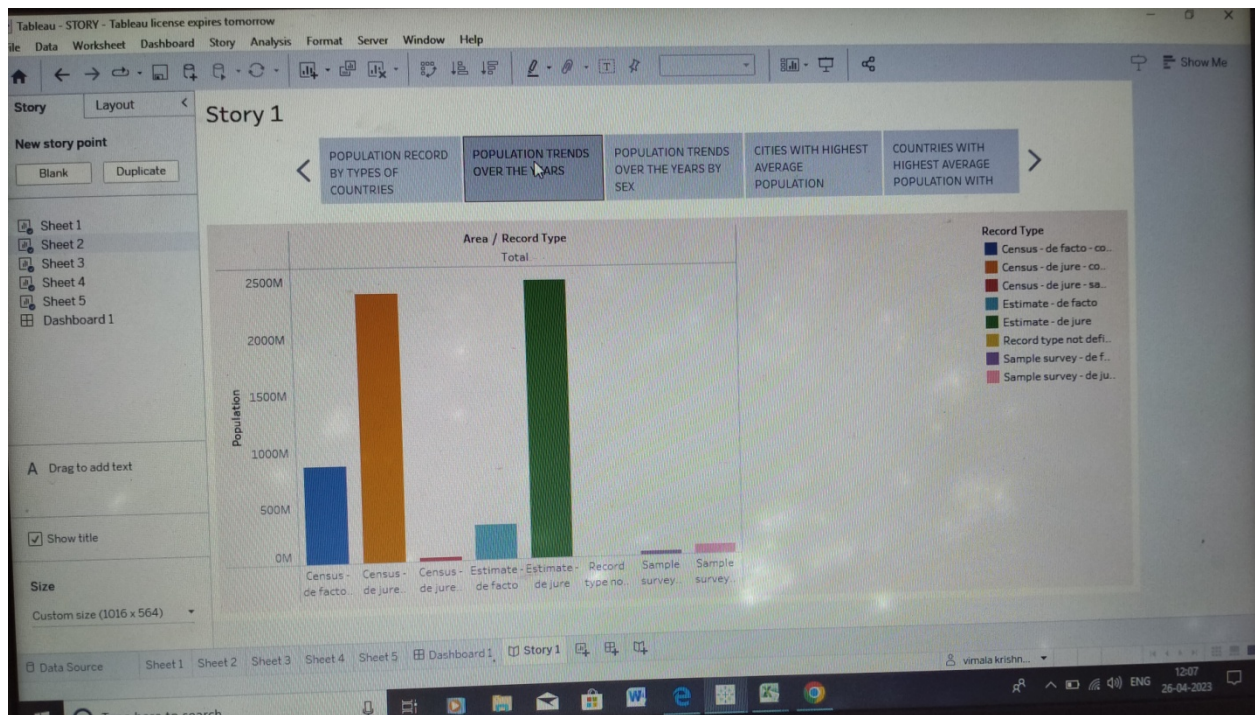 Tableau - STORY - Tableau license expires tomorrow
Data Worksheet Dashboard Story Analysis Format Server Window Help
Show Me
Story Layout
Story 1
New story point
Blank Duplicate
POPULATION RECORD
BY TYPES OF
COUNTRIES
POPULATION TRENDS
OVER THE YEARS
POPULATION TRENDS
OVER THE YEARS BY
SEX
CITIES WITH HIGHEST
AVERAGE
POPULATION
COUNTRIES WITH
HIGHEST AVERAGE
POPULATION WITH
Sheet 1
Sheet 2
Sheet 3
Sheet 4
Sheet 5
Dashboard 1
A Drag to add text
Show title
Size
Custom size (1016 x 564)
Area / Record Type
Total
2500M
2000M
1500M
1000M
500M
0M
Population
Census - de facto..
Census - de jure..
Census - de jure..
Estimate - de facto
Estimate - de jure
Record type no..
Sample survey..
Sample survey..
Record Type
Census - de facto - co..
Census - de jure - co..
Census - de jure - sa..
Estimate - de facto
Estimate - de jure
Record type not defi..
Sample survey - de f..
Sample survey - de ju..
Data Source Sheet 1 Sheet 2 Sheet 3 Sheet 4 Sheet 5 Dashboard 1 Story 1
vimala krishn...
ENG
12:07
26-04-2023